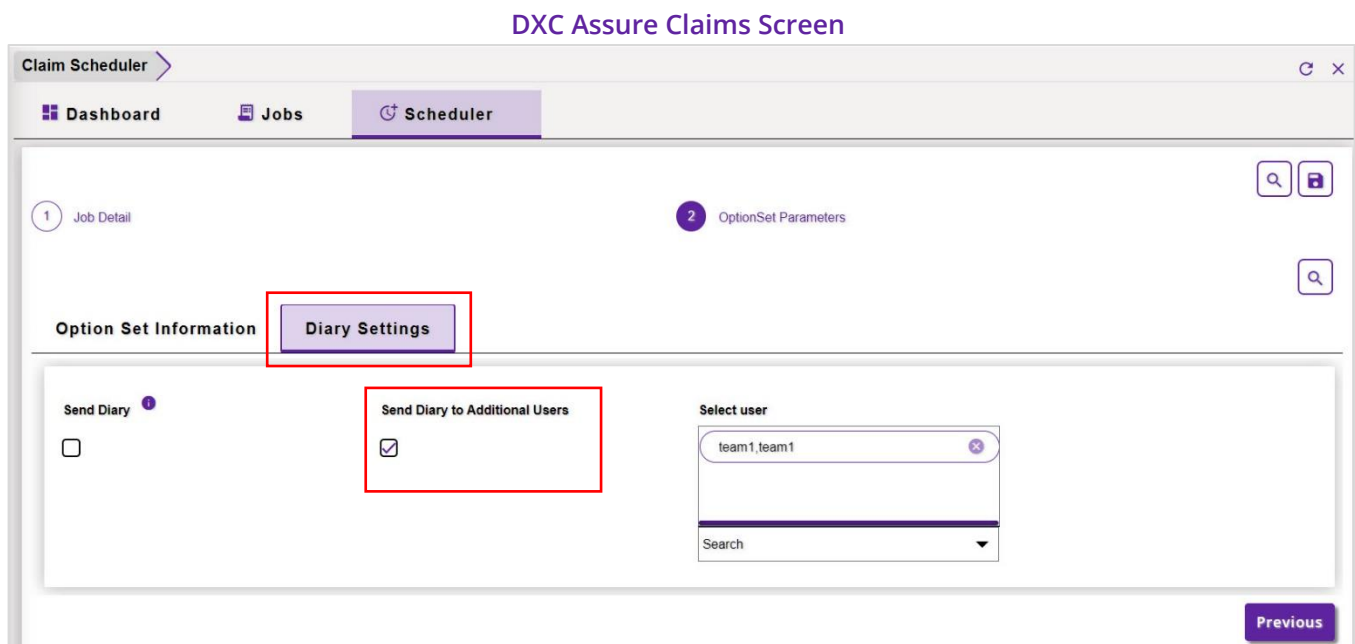 DXC Assure Claims Screen
Claim Scheduler
Dashboard Jobs Scheduler
1 Job Detail 2 OptionSet Parameters
Option Set Information Diary Settings
Send Diary i Send Diary to Additional Users Select user
team1,team1
Search
Previous